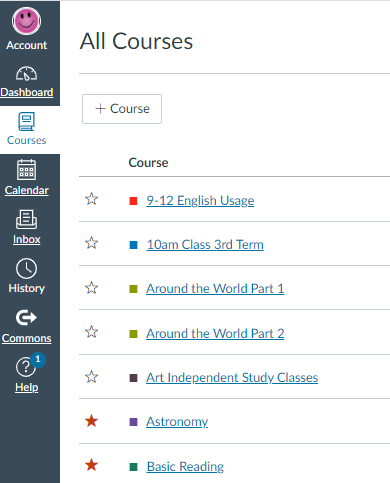 Account
Dashboard
Courses
Calendar
Inbox
History
Commons
1
Help
All Courses
+ Course
Course
9-12 English Usage
10am Class 3rd Term
Around the World Part 1
Around the World Part 2
Art Independent Study Classes
Astronomy
Basic Reading